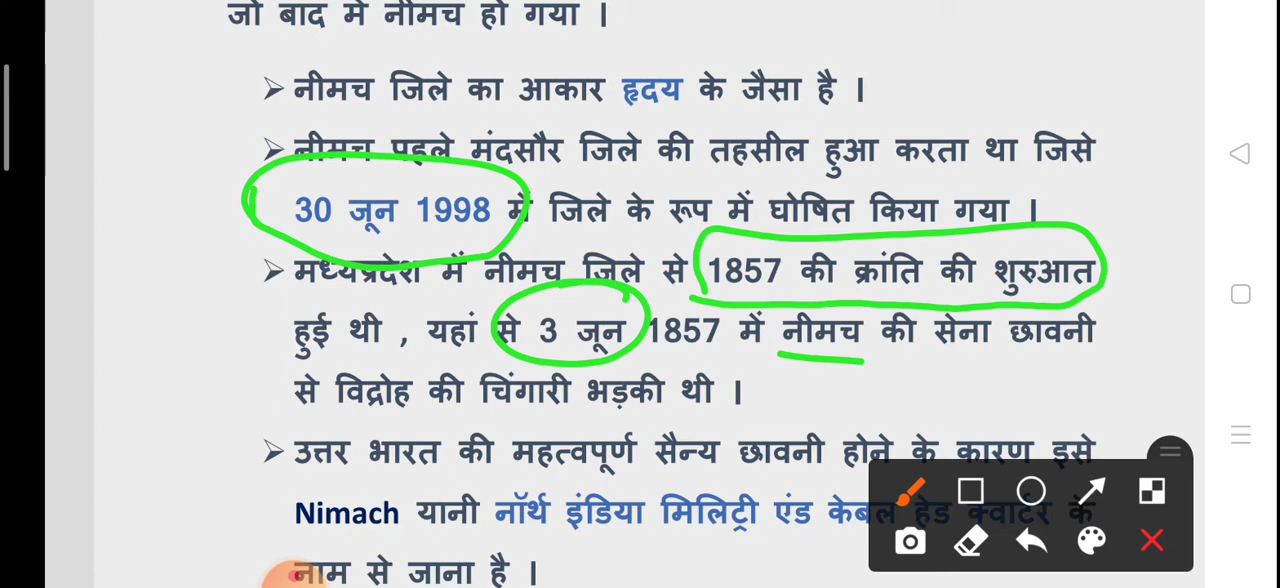 जो बाद में नीमच हो गया ।
नीमच जिले का आकार हृदय के जैसा है ।
नीमच पहले मंदसौर जिले की तहसील हुआ करता था जिसे
30 जून 1998 में जिले के रूप में घोषित किया गया ।
मध्यप्रदेश में नीमच जिले से 1857 की क्रांति की शुरुआत
हुई थी , यहां से 3 जून 1857 में नीमच की सेना छावनी
से विद्रोह की चिंगारी भड़की थी ।
उत्तर भारत की महत्वपूर्ण सैन्य छावनी होने के कारण इसे
Nimach यानी नॉर्थ इंडिया मिलिट्री एंड केबल हेड क्वार्टर के
नाम से जाना है ।